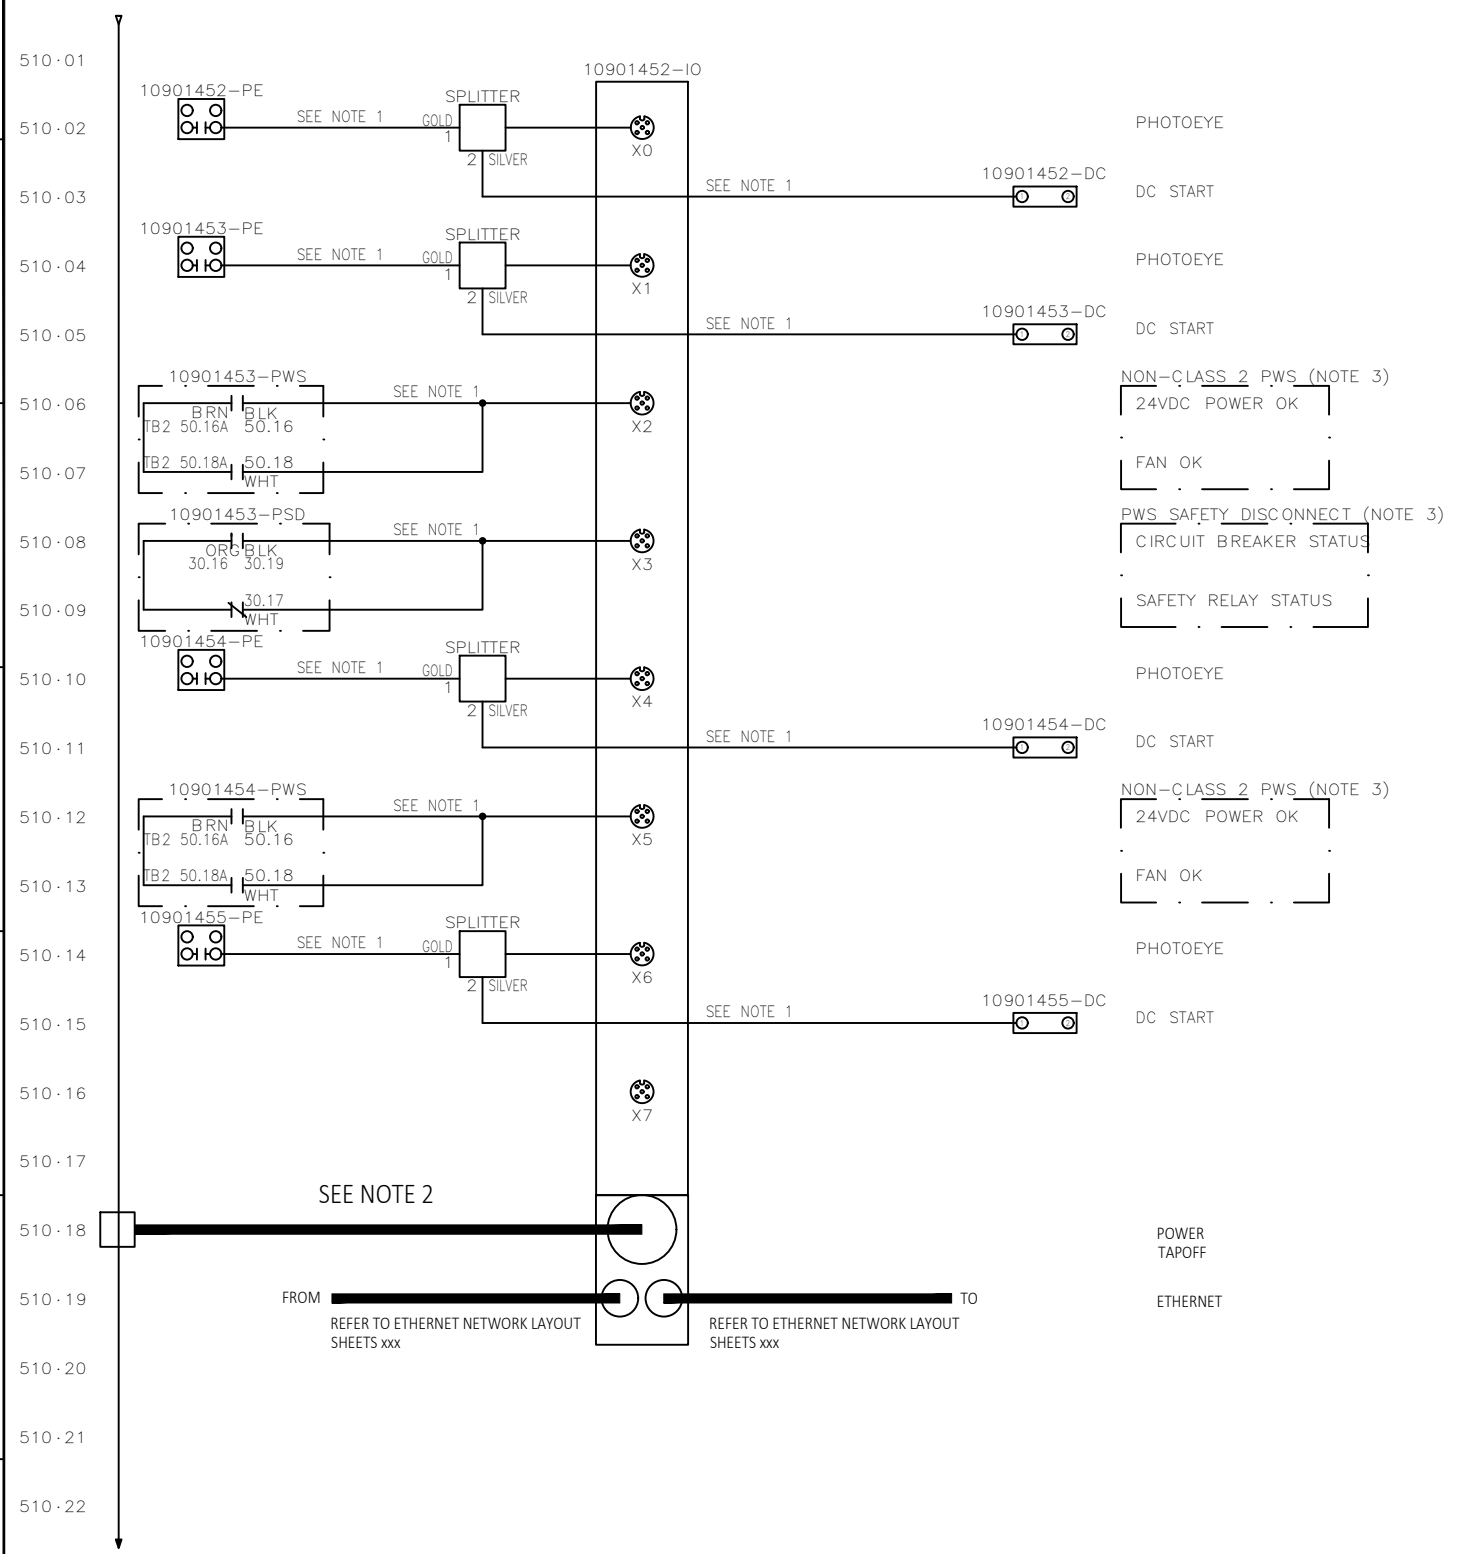 510·01
10901452-IO
10901452-PE
SPLITTER
SEE NOTE 1
GOLD
1
510·02
X0
PHOTOEYE
2 SILVER
10901452-DC
SEE NOTE 1
510·03
1 2
DC START
10901453-PE
SPLITTER
SEE NOTE 1
GOLD
1
510·04
X1
PHOTOEYE
2 SILVER
10901453-DC
SEE NOTE 1
510·05
1 2
DC START
10901453-PWS
NON-CLASS 2 PWS (NOTE 3)
SEE NOTE 1
510·06
24VDC POWER OK
BRN BLK
TB2 50.16A 50.16
X2
TB2 50.18A 50.18
FAN OK
510·07
WHT
10901453-PSD
PWS SAFETY DISCONNECT (NOTE 3)
SEE NOTE 1
510·08
CIRCUIT BREAKER STATUS
ORG BLK
30.16 30.19
X3
30.17
SAFETY RELAY STATUS
510·09
WHT
10901454-PE
SPLITTER
SEE NOTE 1
GOLD
1
510·10
X4
PHOTOEYE
2 SILVER
10901454-DC
SEE NOTE 1
510·11
1 2
DC START
10901454-PWS
NON-CLASS 2 PWS (NOTE 3)
SEE NOTE 1
510·12
24VDC POWER OK
BRN BLK
TB2 50.16A 50.16
X5
TB2 50.18A 50.18
FAN OK
510·13
WHT
10901455-PE
SPLITTER
SEE NOTE 1
GOLD
1
510·14
X6
PHOTOEYE
2 SILVER
10901455-DC
SEE NOTE 1
510·15
1 2
DC START
510·16
X7
510·17
SEE NOTE 2
510·18
POWER
TAPOFF
510·19
FROM
TO
ETHERNET
REFER TO ETHERNET NETWORK LAYOUT
SHEETS xxx
REFER TO ETHERNET NETWORK LAYOUT
SHEETS xxx
510·20
510·21
510·22